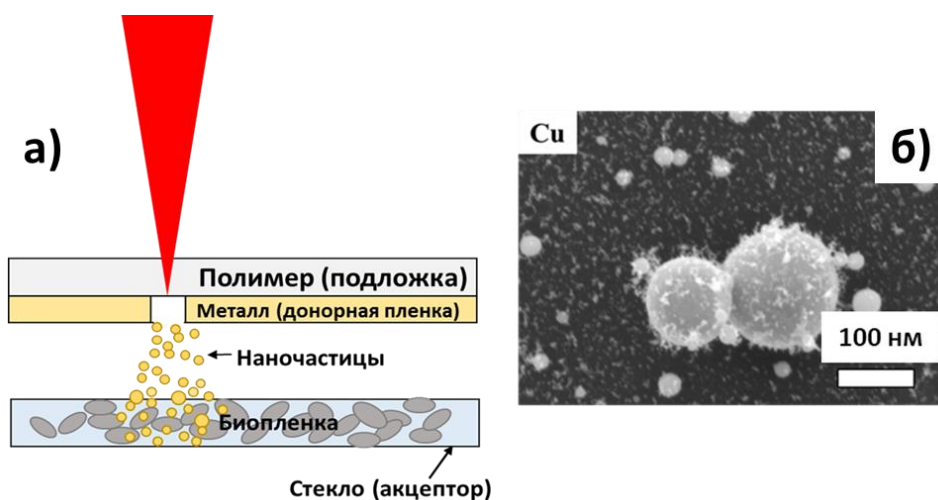 а)
Полимер (подложка)
Металл (донорная пленка)
Наночастицы
Биопленка
Стекло (акцептор)
Cu
б)
100 нм